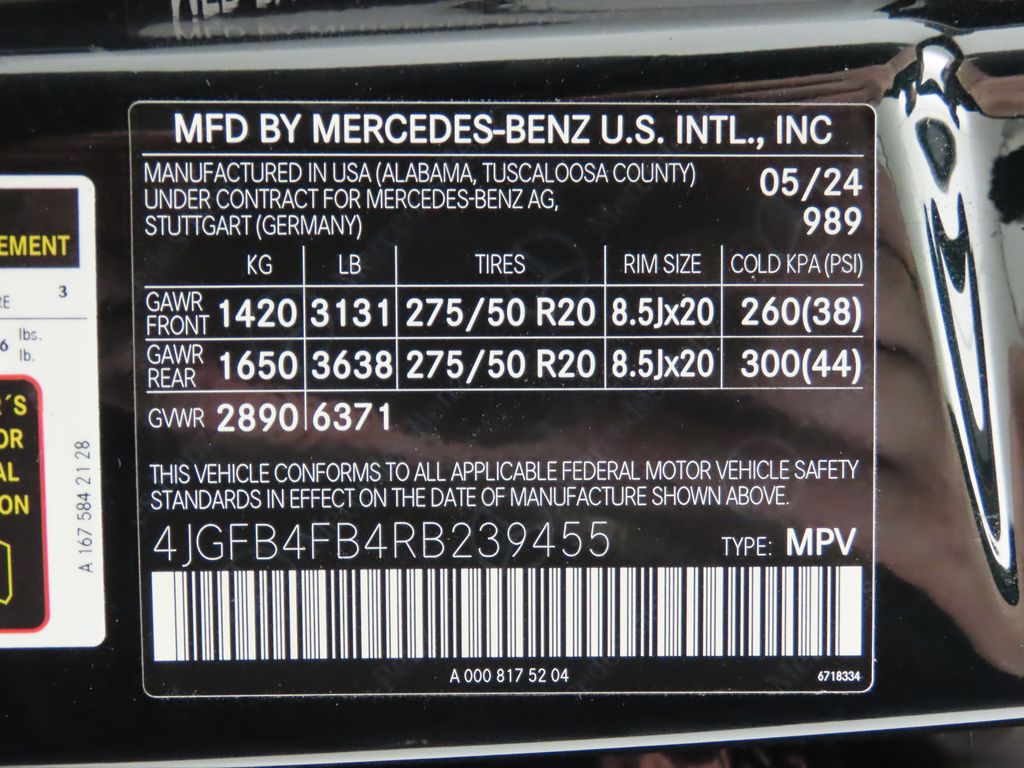 MFD BY MERCEDES-BENZ U.S. INTL., INC
MANUFACTURED IN USA (ALABAMA, TUSCALOOSA COUNTY)
UNDER CONTRACT FOR MERCEDES-BENZ AG,
STUTTGART (GERMANY)
05/24
989
KG LB TIRES RIM SIZE COLD KPA (PSI)
GAWR FRONT 1420 3131 275/50 R20 8.5Jx20 260(38)
GAWR REAR 1650 3638 275/50 R20 8.5Jx20 300(44)
GVWR 2890 6371
THIS VEHICLE CONFORMS TO ALL APPLICABLE FEDERAL MOTOR VEHICLE SAFETY
STANDARDS IN EFFECT ON THE DATE OF MANUFACTURE SHOWN ABOVE.
4JGFB4FB4RB239455 TYPE: MPV
A 000 817 52 04
6718334
EMENT
3
6 lbs.
lb.
´S
OR
AL
ON
A 167 584 21 28